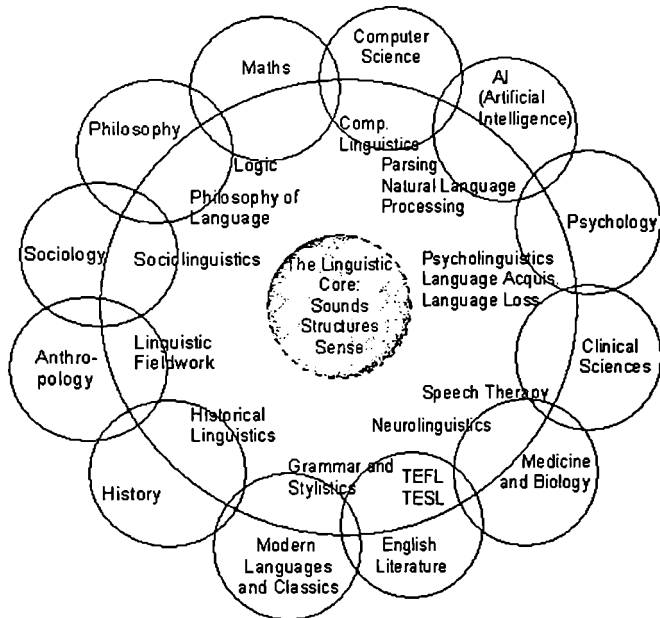 Computer
Science
Maths
AI
(Artificial
Intelligence)
Philosophy
Comp.
Linguistics
Logic
Parsing
Natural Language
Processing
Philosophy of
Language
Psychology
Sociology
Sociolinguistics
The Linguistic
Core:
Sounds
Structures
Sense
Psycholinguistics
Language Acquis.
Language Loss
Anthro-
pology
Linguistic
Fieldwork
Clinical
Sciences
Speech Therapy
Historical
Linguistics
Neurolinguistics
Grammar and
Stylistics
TEFL
TESL
Medicine
and Biology
History
Modern
Languages
and Classics
English
Literature